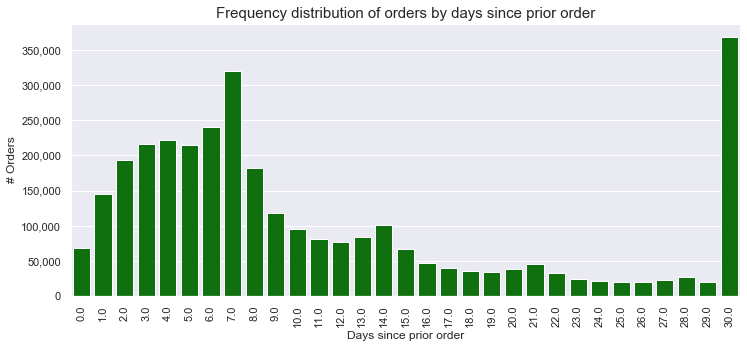 Frequency distribution of orders by days since prior order
# Orders
350,000
300,000
250,000
200,000
150,000
100,000
50,000
0
0.0 1.0 2.0 3.0 4.0 5.0 6.0 7.0 8.0 9.0 10.0 11.0 12.0 13.0 14.0 15.0 16.0 17.0 18.0 19.0 20.0 21.0 22.0 23.0 24.0 25.0 26.0 27.0 28.0 29.0 30.0
Days since prior order